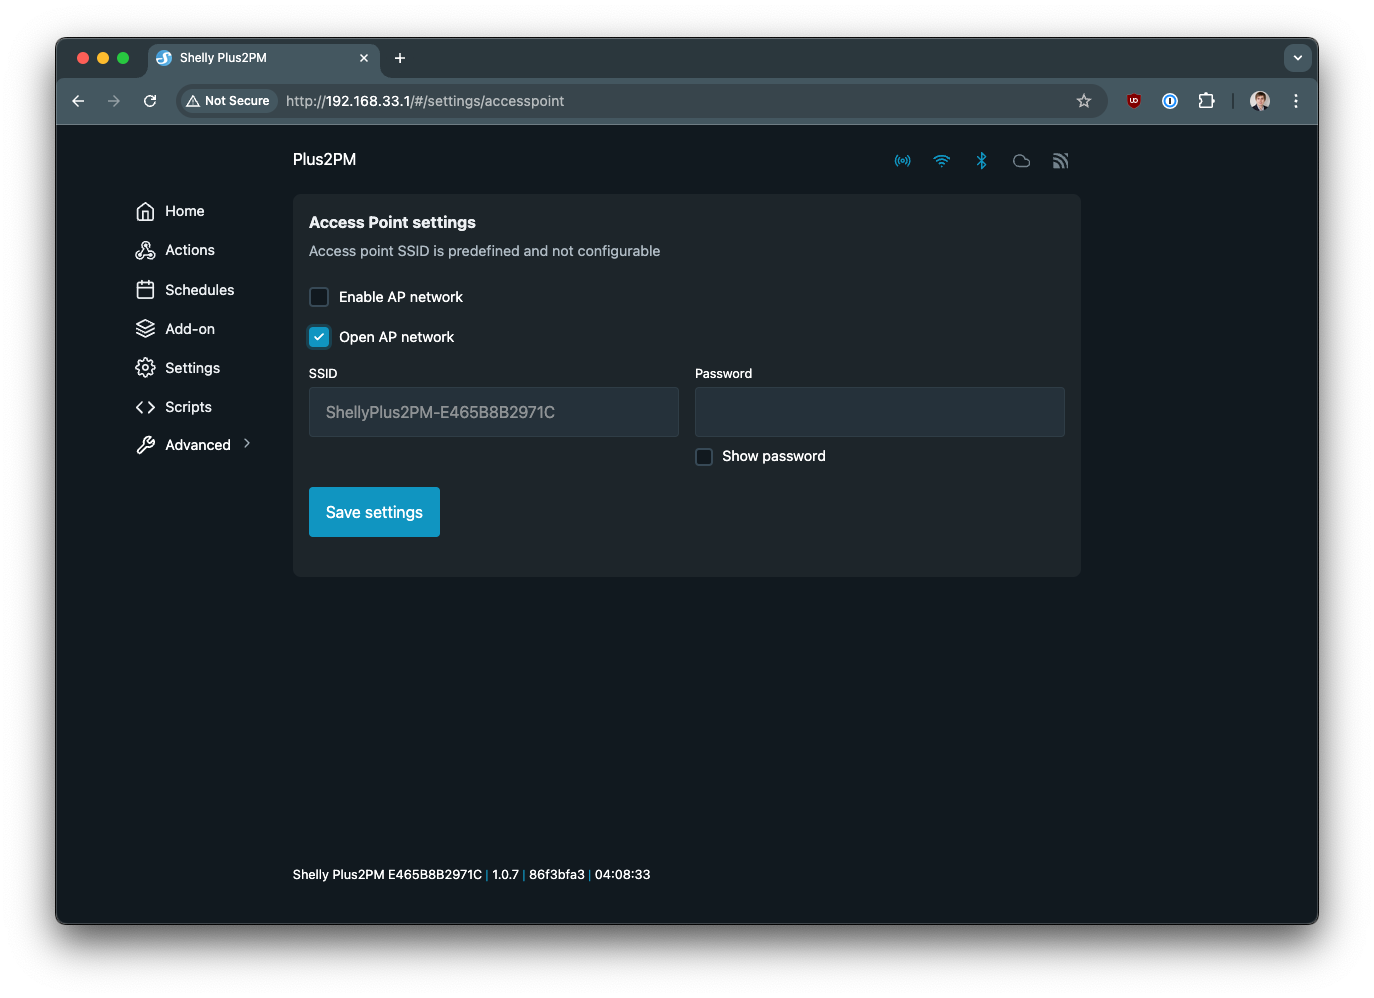 Shelly Plus2PM
Not Secure http://192.168.33.1/#/settings/accesspoint
Plus2PM
Home
Actions
Schedules
Add-on
Settings
Scripts
Advanced
Access Point settings
Access point SSID is predefined and not configurable
Enable AP network
Open AP network
SSID
ShellyPlus2PM-E465B8B2971C
Password
Show password
Save settings
Shelly Plus2PM E465B8B2971C | 1.0.7 | 86f3bfa3 | 04:08:33